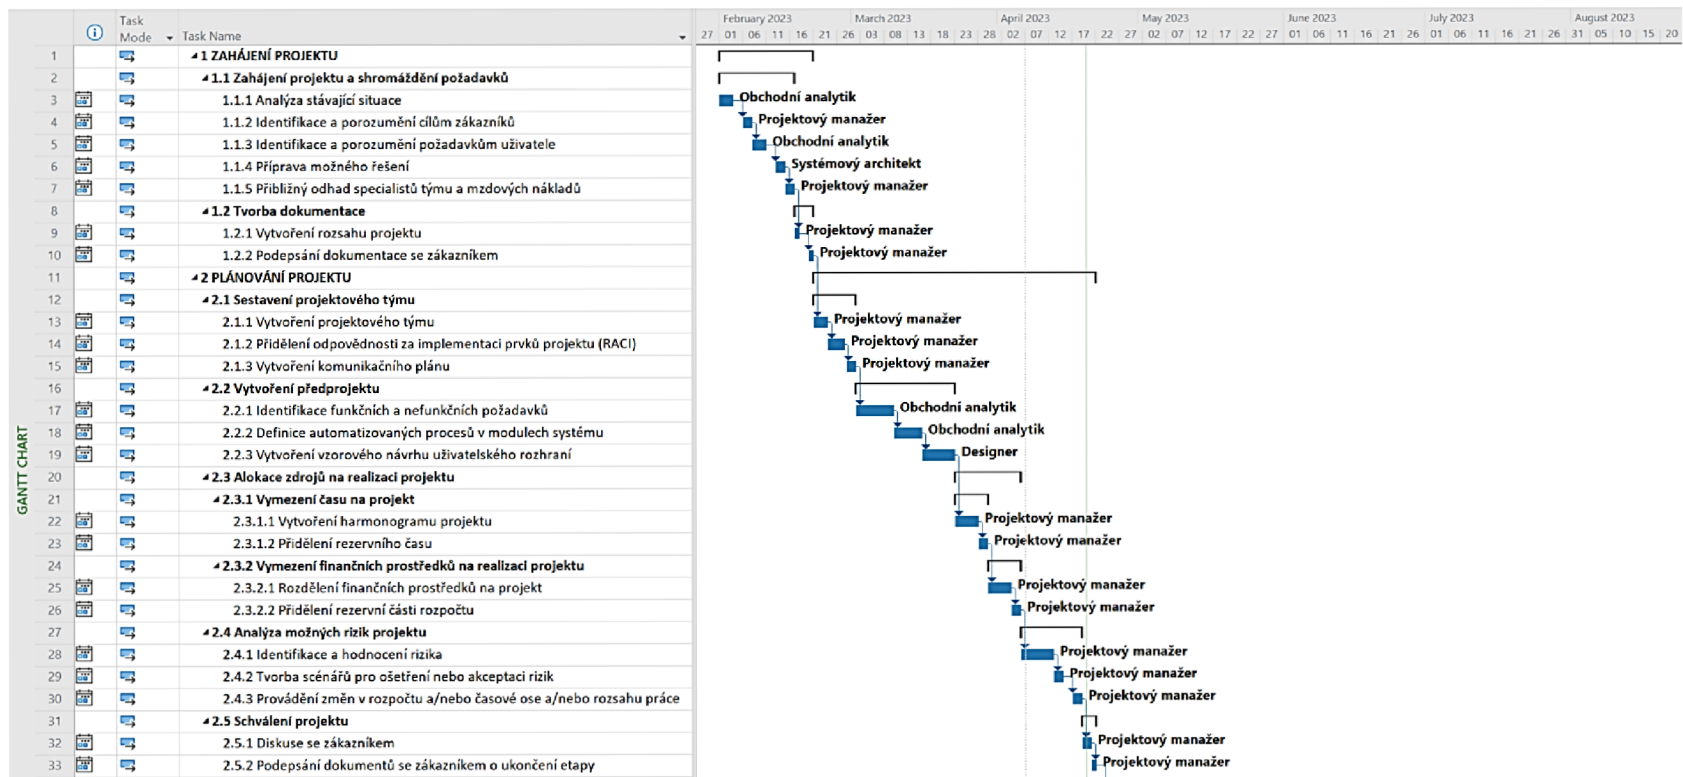 Task
Mode
Task Name
February 2023 March 2023 April 2023 May 2023 June 2023 July 2023 August 2023
27 01 06 11 16 21 26 03 08 13 18 23 28 02 07 12 17 22 27 02 07 12 17 22 27 01 06 11 16 21 26 01 06 11 16 21 26 31 05 10 15 20
1 1 ZAHÁJENÍ PROJEKTU
2 1.1 Zahájení projektu a shromáždění požadavků
3 1.1.1 Analýza stávající situace Obchodní analytik
4 1.1.2 Identifikace a porozumění cílům zákazníků Projektový manažer
5 1.1.3 Identifikace a porozumění požadavkům uživatele Obchodní analytik
6 1.1.4 Příprava možného řešení Systémový architekt
7 1.1.5 Přibližný odhad specialistů týmu a mzdových nákladů Projektový manažer
8 1.2 Tvorba dokumentace
9 1.2.1 Vytvoření rozsahu projektu Projektový manažer
10 1.2.2 Podepsání dokumentace se zákazníkem Projektový manažer
11 2 PLÁNOVÁNÍ PROJEKTU
12 2.1 Sestavení projektového týmu
13 2.1.1 Vytvoření projektového týmu Projektový manažer
14 2.1.2 Přidělení odpovědnosti za implementaci prvků projektu (RACI) Projektový manažer
15 2.1.3 Vytvoření komunikačního plánu Projektový manažer
16 2.2 Vytvoření předprojektu
17 2.2.1 Identifikace funkčních a nefunkčních požadavků Obchodní analytik
18 2.2.2 Definice automatizovaných procesů v modulech systému Obchodní analytik
19 2.2.3 Vytvoření vzorového návrhu uživatelského rozhraní Designer
20 2.3 Alokace zdrojů na realizaci projektu
21 2.3.1 Vymezení času na projekt
22 2.3.1.1 Vytvoření harmonogramu projektu Projektový manažer
23 2.3.1.2 Přidělení rezervního času Projektový manažer
24 2.3.2 Vymezení finančních prostředků na realizaci projektu
25 2.3.2.1 Rozdělení finančních prostředků na projekt Projektový manažer
26 2.3.2.2 Přidělení rezervní části rozpočtu Projektový manažer
27 2.4 Analýza možných rizik projektu
28 2.4.1 Identifikace a hodnocení rizika Projektový manažer
29 2.4.2 Tvorba scénářů pro ošetření nebo akceptaci rizik Projektový manažer
30 2.4.3 Provádění změn v rozpočtu a/nebo časové ose a/nebo rozsahu práce Projektový manažer
31 2.5 Schválení projektu
32 2.5.1 Diskuse se zákazníkem Projektový manažer
33 2.5.2 Podepsání dokumentů se zákazníkem o ukončení etapy Projektový manažer
GANTT CHART